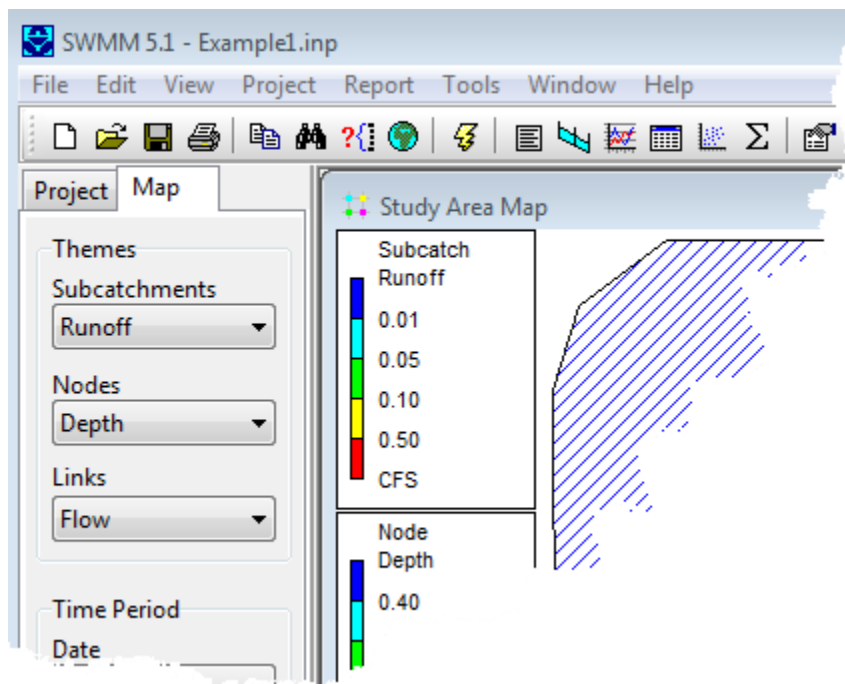 SWMM 5.1 - Example1.inp
File Edit View Project Report Tools Window Help
Project Map
Themes
Subcatchments
Runoff
Nodes
Depth
Links
Flow
Time Period
Date
Study Area Map
Subcatch
Runoff
0.01
0.05
0.10
0.50
CFS
Node
Depth
0.40